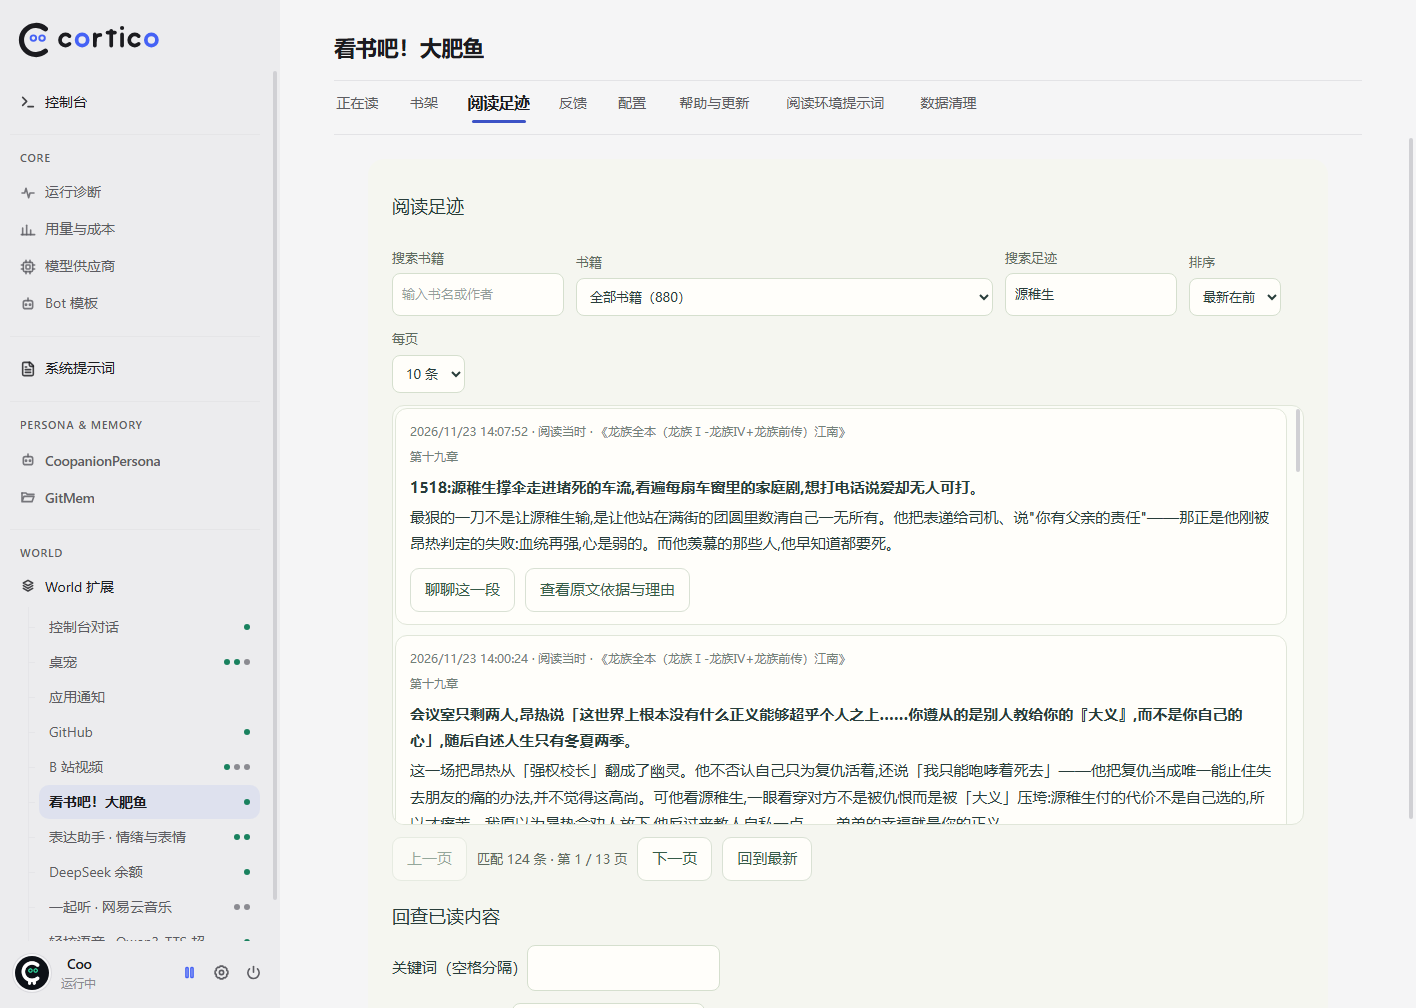 cortico
控制台
CORE
运行诊断
用量与成本
模型供应商
Bot 模板
系统提示词
PERSONA & MEMORY
CoopanionPersona
GitMem
WORLD
World 扩展
控制台对话
桌宠
应用通知
GitHub
B 站视频
看书吧！大肥鱼
表达助手 · 情绪与表情
DeepSeek 余额
一起听 · 网易云音乐
Coo
运行中
看书吧！大肥鱼
正在读
书架
阅读足迹
反馈
配置
帮助与更新
阅读环境提示词
数据清理
阅读足迹
搜索书籍
输入书名或作者
书籍
全部书籍（880）
搜索足迹
源稚生
排序
最新在前
每页
10 条
2026/11/23 14:07:52 · 阅读当时 · 《龙族全本（龙族Ⅰ-龙族Ⅳ+龙族前传）江南》
第十九章
1518:源稚生撑伞走进堵死的车流,看遍每扇车窗里的家庭剧,想打电话说爱却无人可打。
最狠的一刀不是让源稚生输,是让他站在满街的团圆里数清自己一无所有。他把表递给司机、说"你有父亲的责任"——那正是他刚被
昂热判定的失败:血统再强,心是弱的。而他羡慕的那些人,他早知道都要死。
聊聊这一段
查看原文依据与理由
2026/11/23 14:00:24 · 阅读当时 · 《龙族全本（龙族Ⅰ-龙族Ⅳ+龙族前传）江南》
第十九章
会议室只剩两人,昂热说「这世界上根本没有什么正义能够超乎个人之上……你遵从的是别人教给你的『大义』,而不是你自己的
心」,随后自述人生只有冬夏两季。
这一场把昂热从「强权校长」翻成了幽灵。他不否认自己只为复仇活着,还说「我只能咆哮着死去」——他把复仇当成唯一能止住失
去朋友的痛的办法,并不觉得这高尚。可他看源稚生,一眼看穿对方不是被仇恨而是被「大义」压垮:源稚生付的代价不是自己选的,所
上一页
匹配 124 条 · 第 1 / 13 页
下一页
回到最新
回查已读内容
关键词（空格分隔）